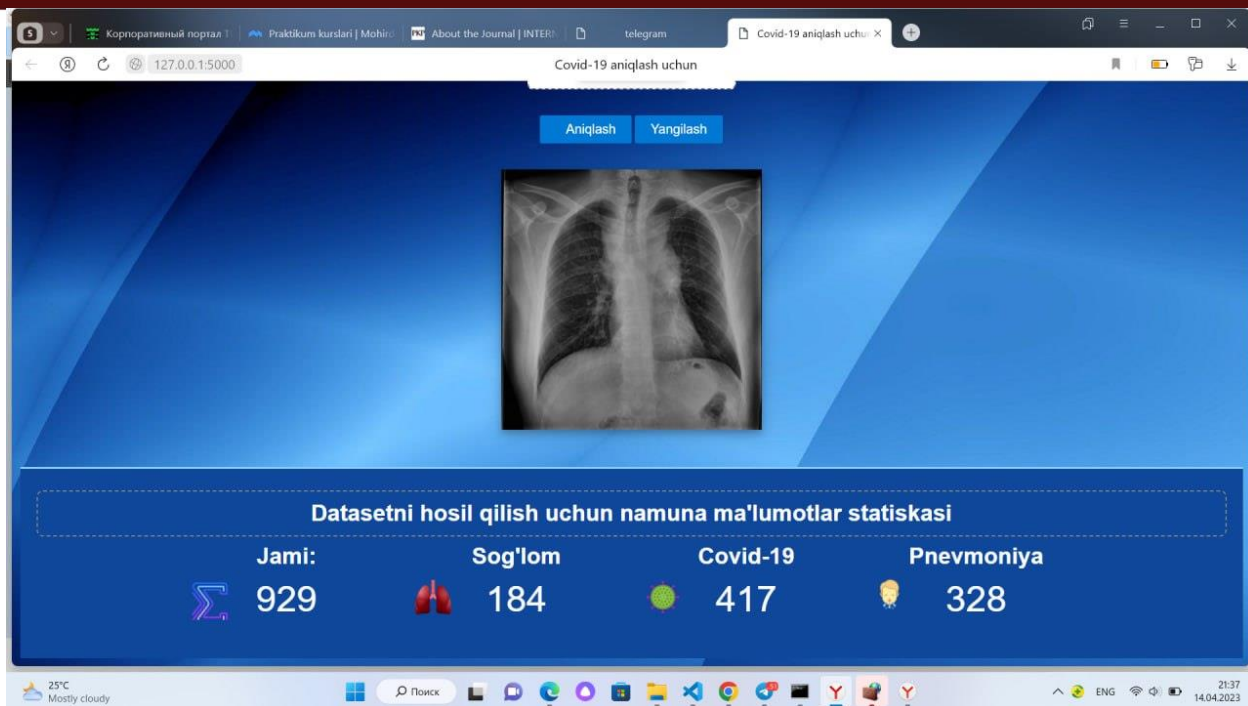 5
Корпоративный портал Т
Praktikum kurslari | Mohird
About the Journal | INTERN
telegram
Covid-19 aniqlash uchun
127.0.0.1:5000
Covid-19 aniqlash uchun
Aniqlash
Yangilash
Datasetni hosil qilish uchun namuna ma'lumotlar statiskasi
Jami:
Sog'lom
Covid-19
Pnevmoniya
929
184
417
328
25°C
Mostly cloudy
Поиск
ENG
21:37
14.04.2023